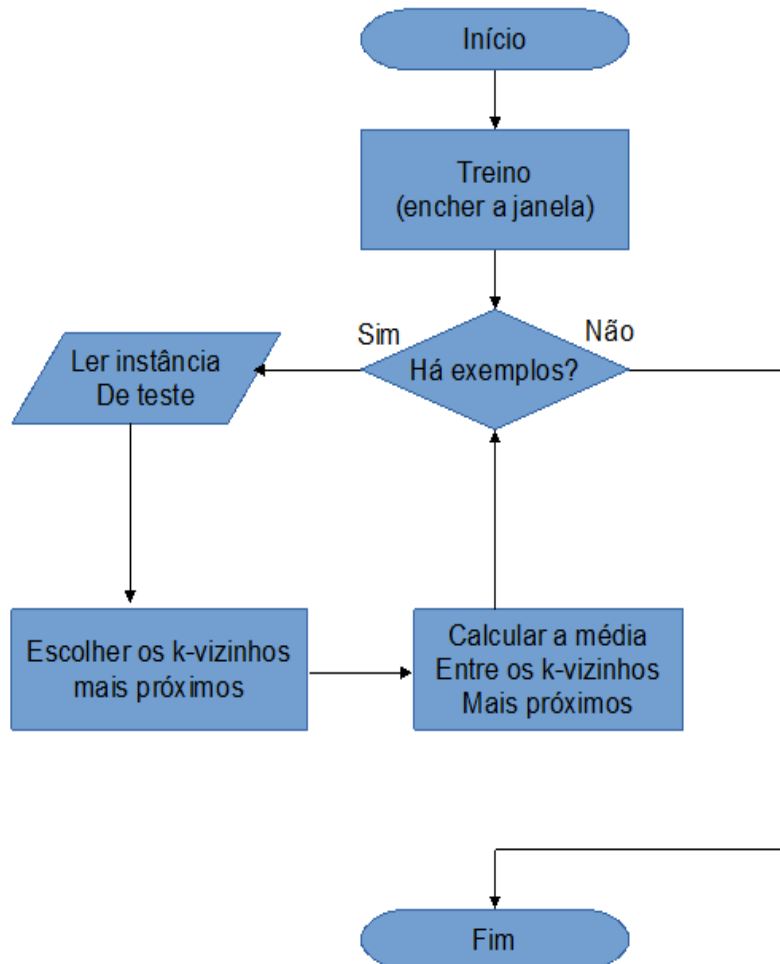 Início
Treino
(encher a janela)
Sim
Não
Há exemplos?
Ler instância
De teste
Escolher os k-vizinhos
mais próximos
Calcular a média
Entre os k-vizinhos
Mais próximos
Fim